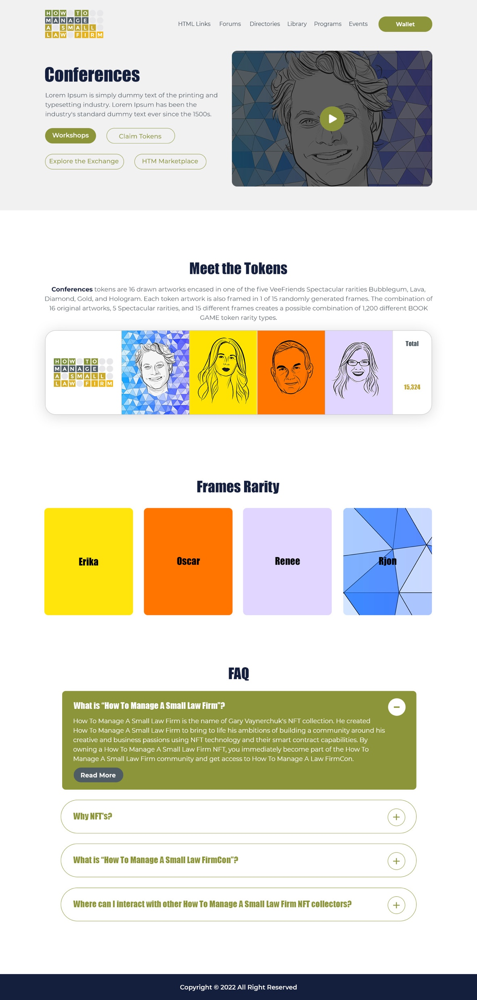 HOW TO
MANAGE
A SMALL
LAW FIRM
HTML Links Forums Directories Library Programs Events Wallet
Conferences
Lorem Ipsum is simply dummy text of the printing and
typesetting industry. Lorem Ipsum has been the
industry's standard dummy text ever since the 1500s.
Workshops Claim Tokens
Explore the Exchange HTM Marketplace
Meet the Tokens
Conferences tokens are 16 drawn artworks encased in one of the five VeeFriends Spectacular rarities Bubblegum, Lava,
Diamond, Gold, and Hologram. Each token artwork is also framed in 1 of 15 randomly generated frames. The combination of
16 original artworks, 5 Spectacular rarities, and 15 different frames creates a possible combination of 1,200 different BOOK
GAME token rarity types.
HOW TO
MANAGE
A SMALL
LAW FIRM
Total
15,324
Frames Rarity
Erika Oscar Renee Rjon
FAQ
What is “How To Manage A Small Law Firm”?
How To Manage A Small Law Firm is the name of Gary Vaynerchuk's NFT collection. He created
How To Manage A Small Law Firm to bring to life his ambitions of building a community around his
creative and business passions using NFT technology and their smart contract capabilities. By
owning a How To Manage A Small Law Firm NFT, you immediately become part of the How To
Manage A Small Law Firm community and get access to How To Manage A Law FirmCon.
Read More
Why NFT's?
What is “How To Manage A Small Law FirmCon”?
Where can I interact with other How To Manage A Small Law Firm NFT collectors?
Copyright © 2022 All Right Reserved